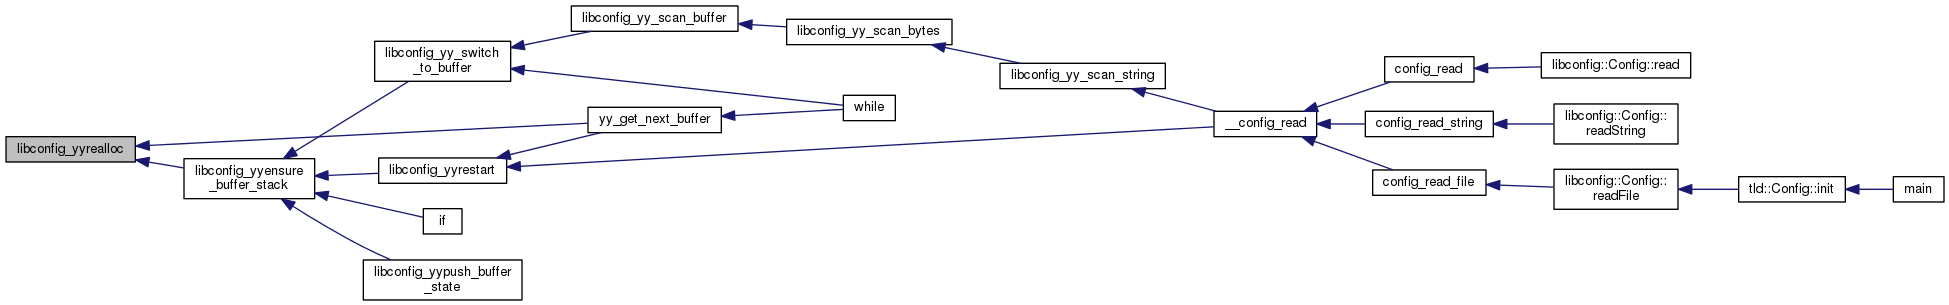 libconfig_yyrealloc
libconfig_yyensure
_buffer_stack
libconfig_yy_switch
_to_buffer
libconfig_yyrestart
if
libconfig_yypush_buffer
_state
libconfig_yy_scan_buffer
yy_get_next_buffer
libconfig_yy_scan_bytes
while
libconfig_yy_scan_string
__config_read
config_read
config_read_string
config_read_file
libconfig::Config::read
libconfig::Config::
readString
libconfig::Config::
readFile
tld::Config::init
main